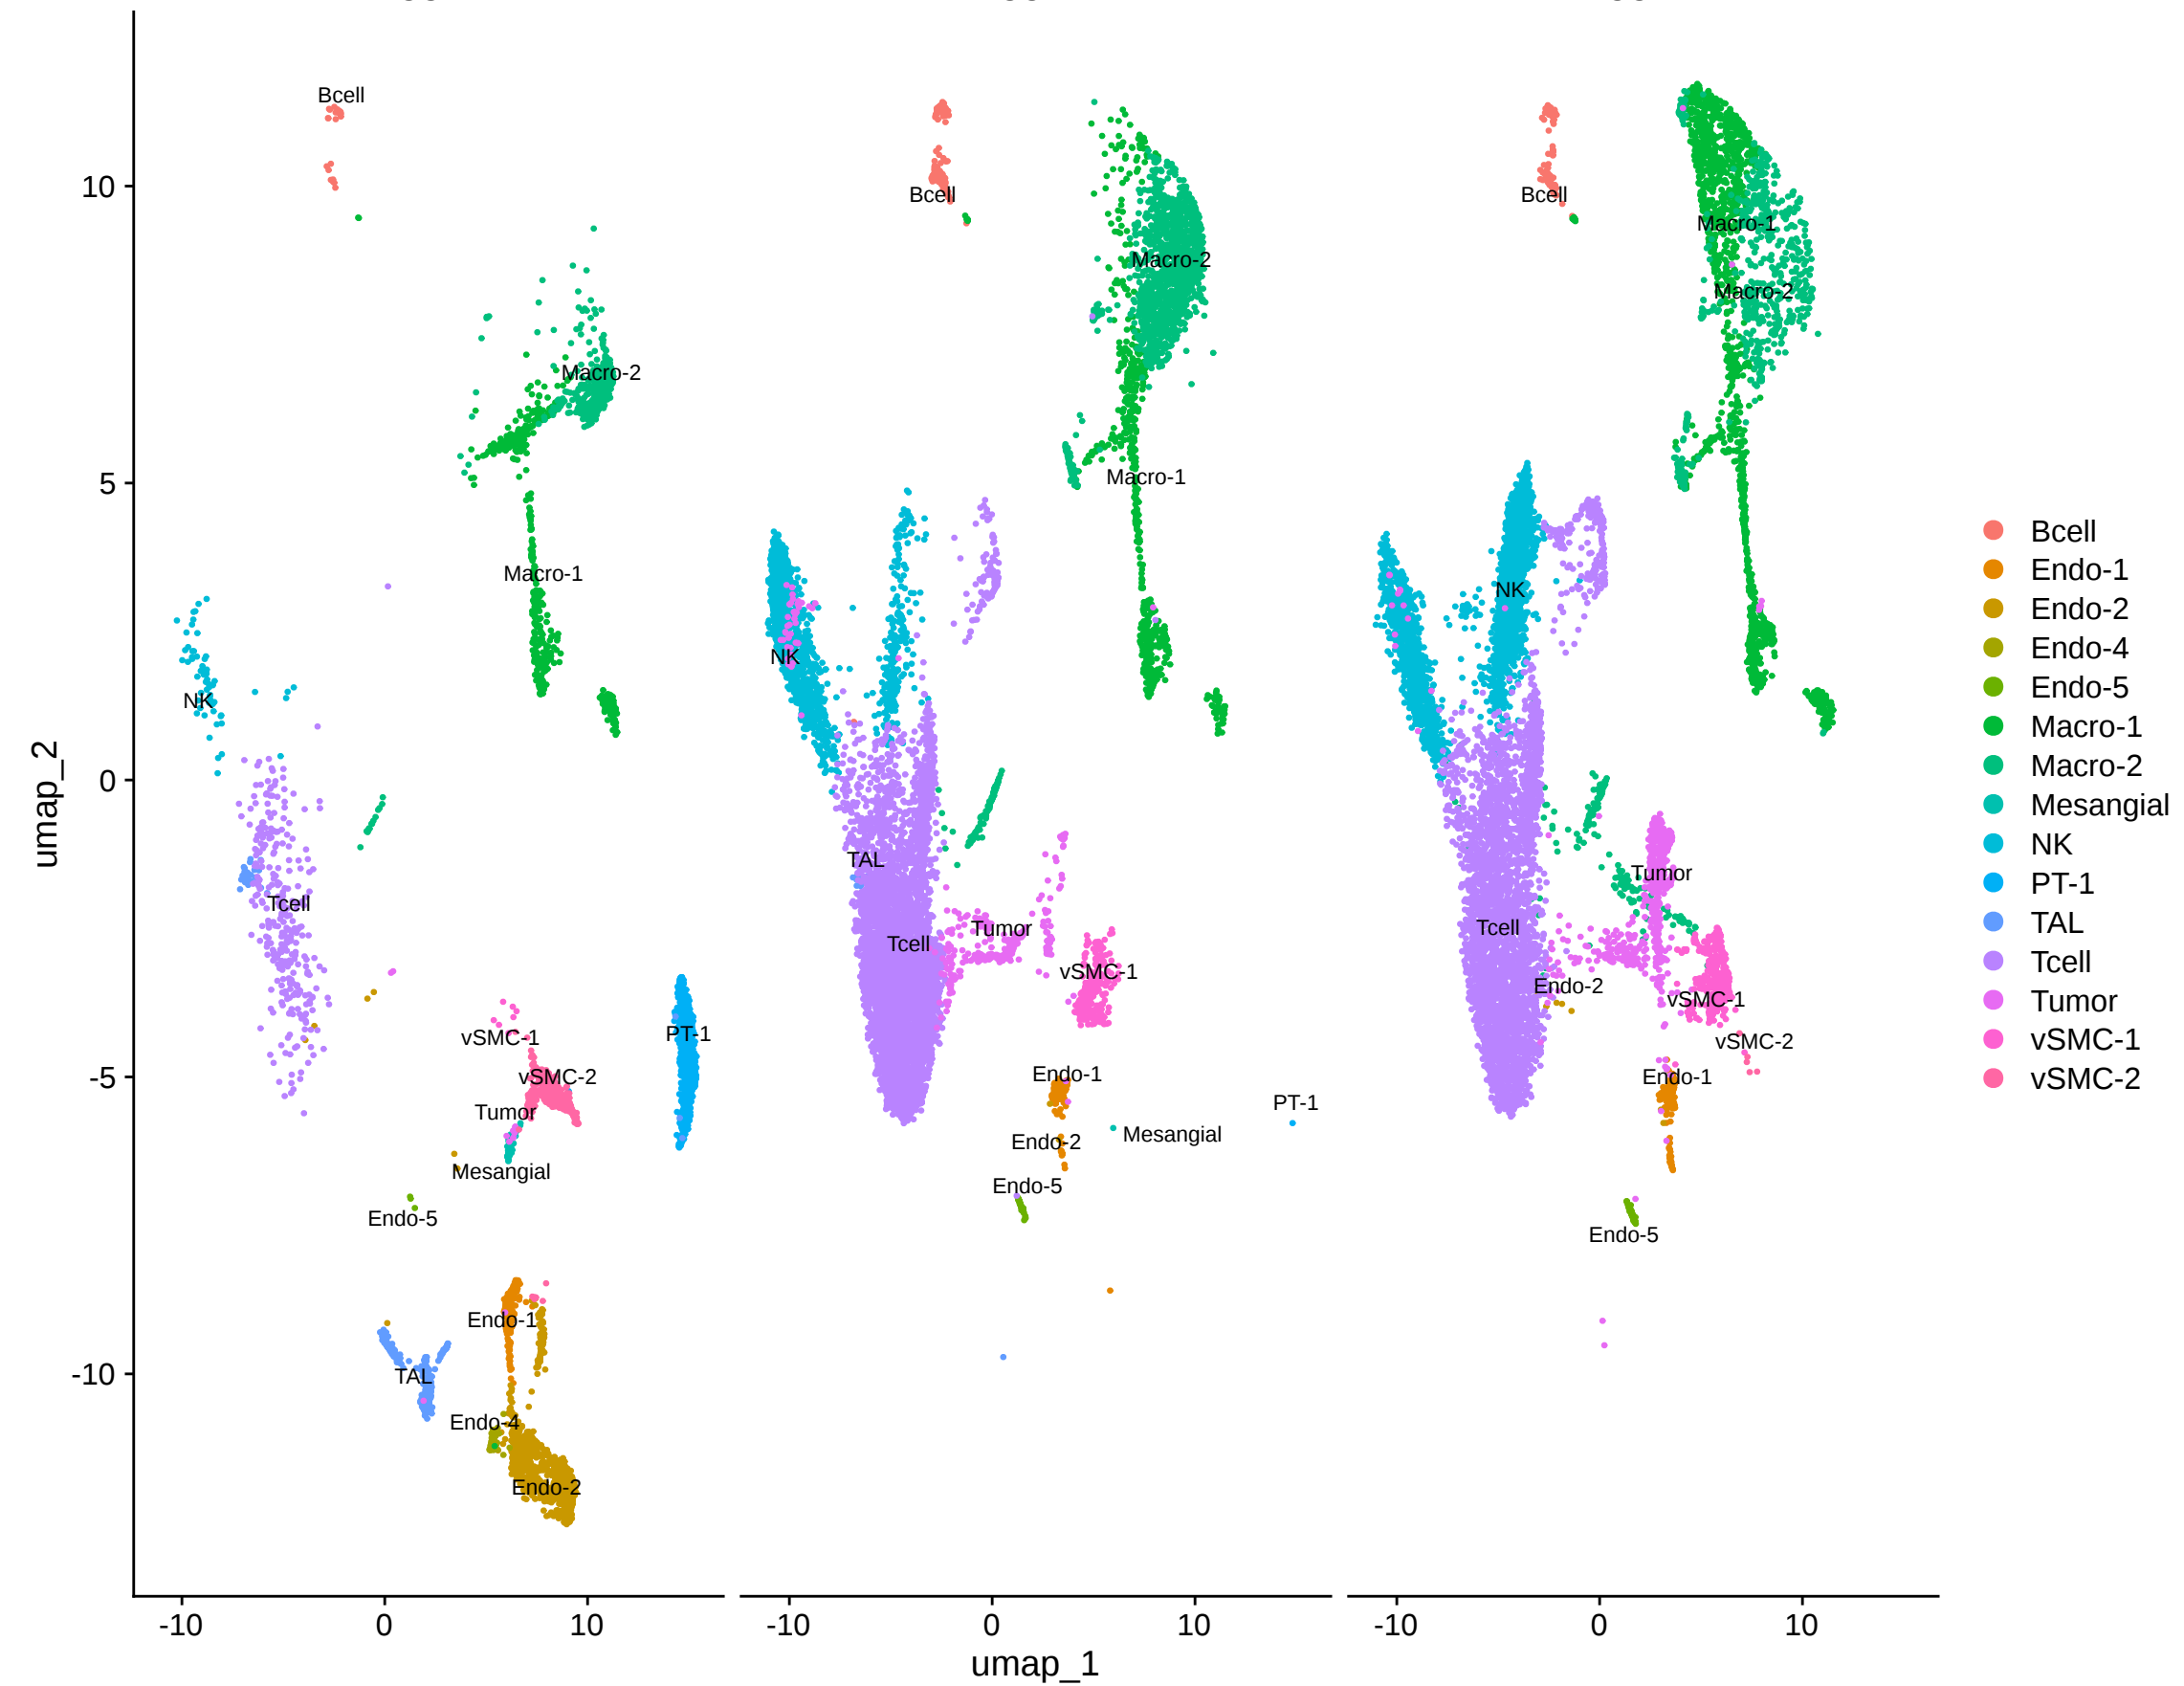 Bcell
Macro-2
Macro-1
NK
Tcell
vSMC-1
PT-1
vSMC-2
Tumor
Mesangial
Endo-5
Endo-1
TAL
Endo-4
Endo-2
Bcell
Macro-2
Macro-1
NK
TAL
Tumor
Tcell
vSMC-1
Endo-1
PT-1
Mesangial
Endo-2
Endo-5
Bcell
Macro-1
Macro-2
NK
Tumor
Tcell
Endo-2
vSMC-1
vSMC-2
Endo-1
Endo-5
10
5
0
-5
-10
umap_2
-10 0 10
-10 0 10
-10 0 10
umap_1
Bcell
Endo-1
Endo-2
Endo-4
Endo-5
Macro-1
Macro-2
Mesangial
NK
PT-1
TAL
Tcell
Tumor
vSMC-1
vSMC-2